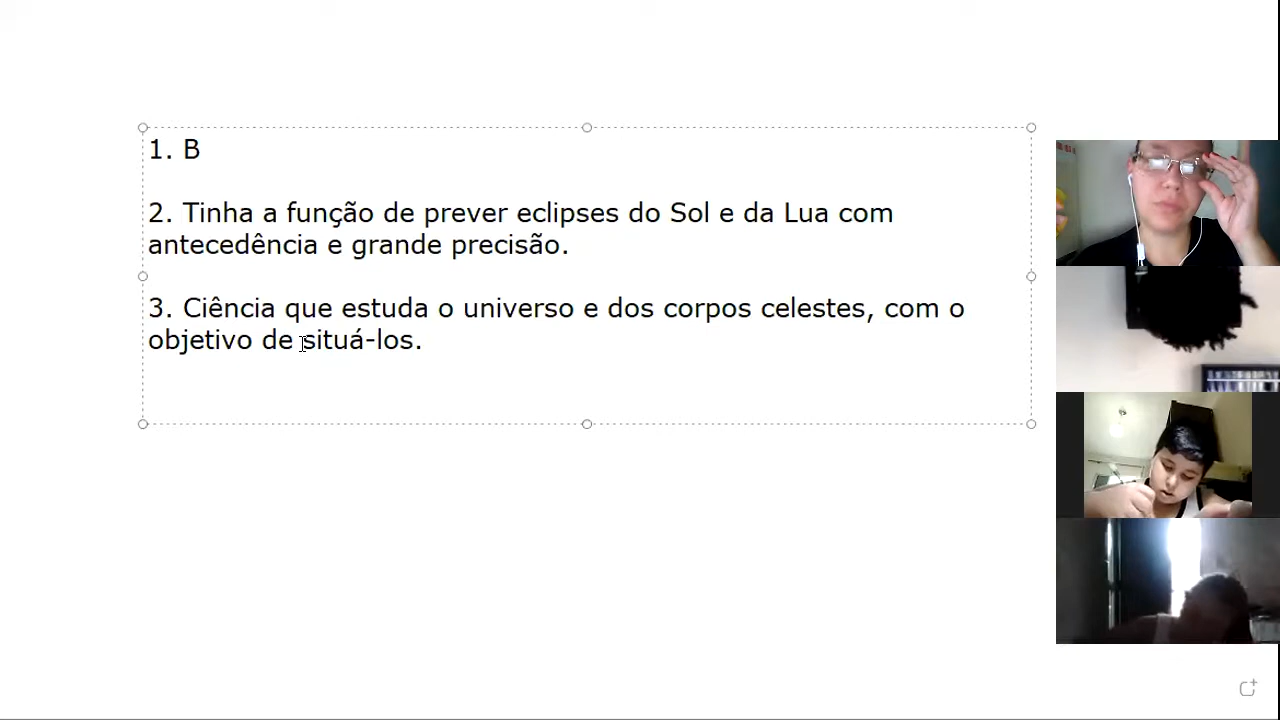 1. B
2. Tinha a função de prever eclipses do Sol e da Lua com
antecedência e grande precisão.
3. Ciência que estuda o universo e dos corpos celestes, com o
objetivo de situá-los.